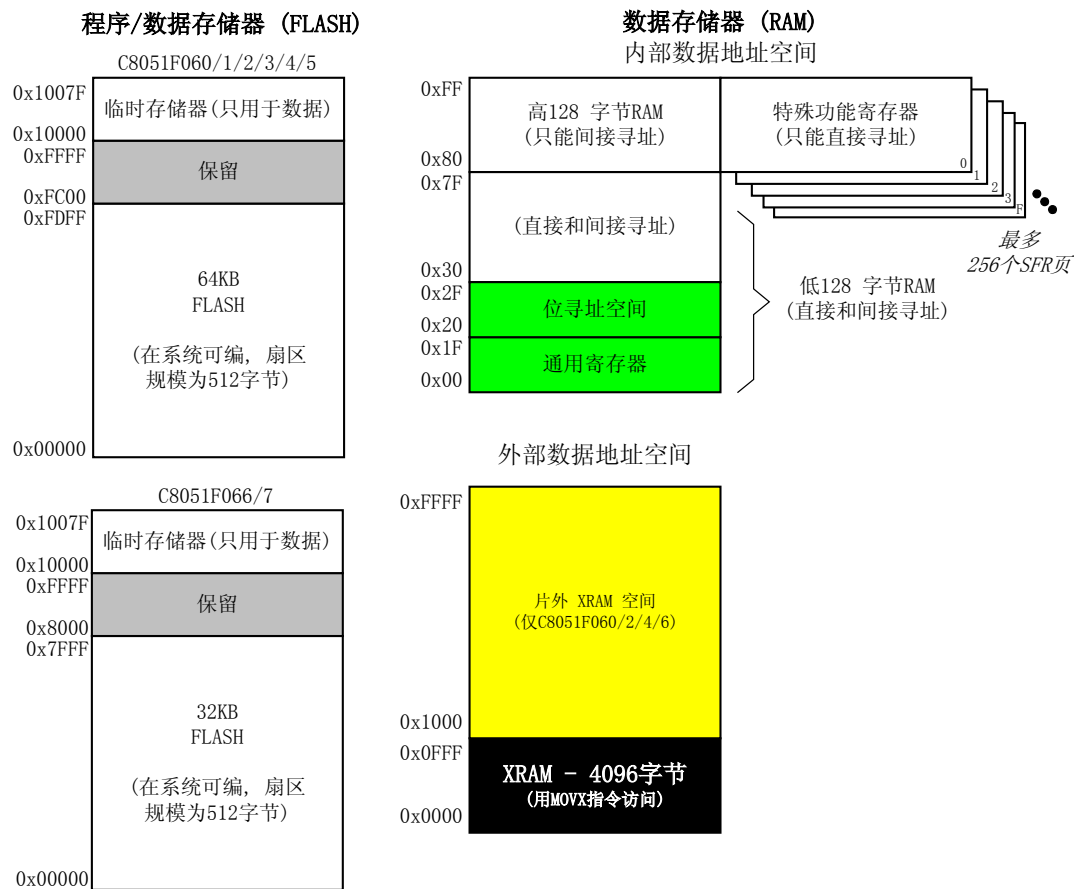 程序/数据存储器 (FLASH)
C8051F060/1/2/3/4/5
0x1007F
临时存储器(只用于数据)
0x10000
0xFFFF
保留
0xFC00
0xFDFF
64KB
FLASH
(在系统可编, 扇区
规模为512字节)
0x00000
C8051F066/7
0x1007F
临时存储器(只用于数据)
0x10000
0xFFFF
保留
0x8000
0x7FFF
32KB
FLASH
(在系统可编, 扇区
规模为512字节)
0x00000
数据存储器 (RAM)
内部数据地址空间
0xFF
高128 字节RAM
(只能间接寻址)
0x80
特殊功能寄存器
(只能直接寻址)
0
1
2
3
F
最多
256个SFR页
0x7F
(直接和间接寻址)
0x30
0x2F
位寻址空间
0x20
0x1F
通用寄存器
0x00
低128 字节RAM
(直接和间接寻址)
外部数据地址空间
0xFFFF
片外 XRAM 空间
(仅C8051F060/2/4/6)
0x1000
0x0FFF
XRAM - 4096字节
(用MOVX指令访问)
0x0000